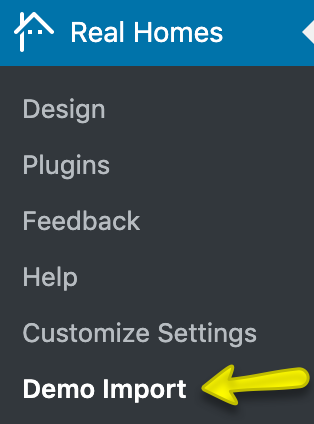 Real Homes
Design
Plugins
Feedback
Help
Customize Settings
Demo Import